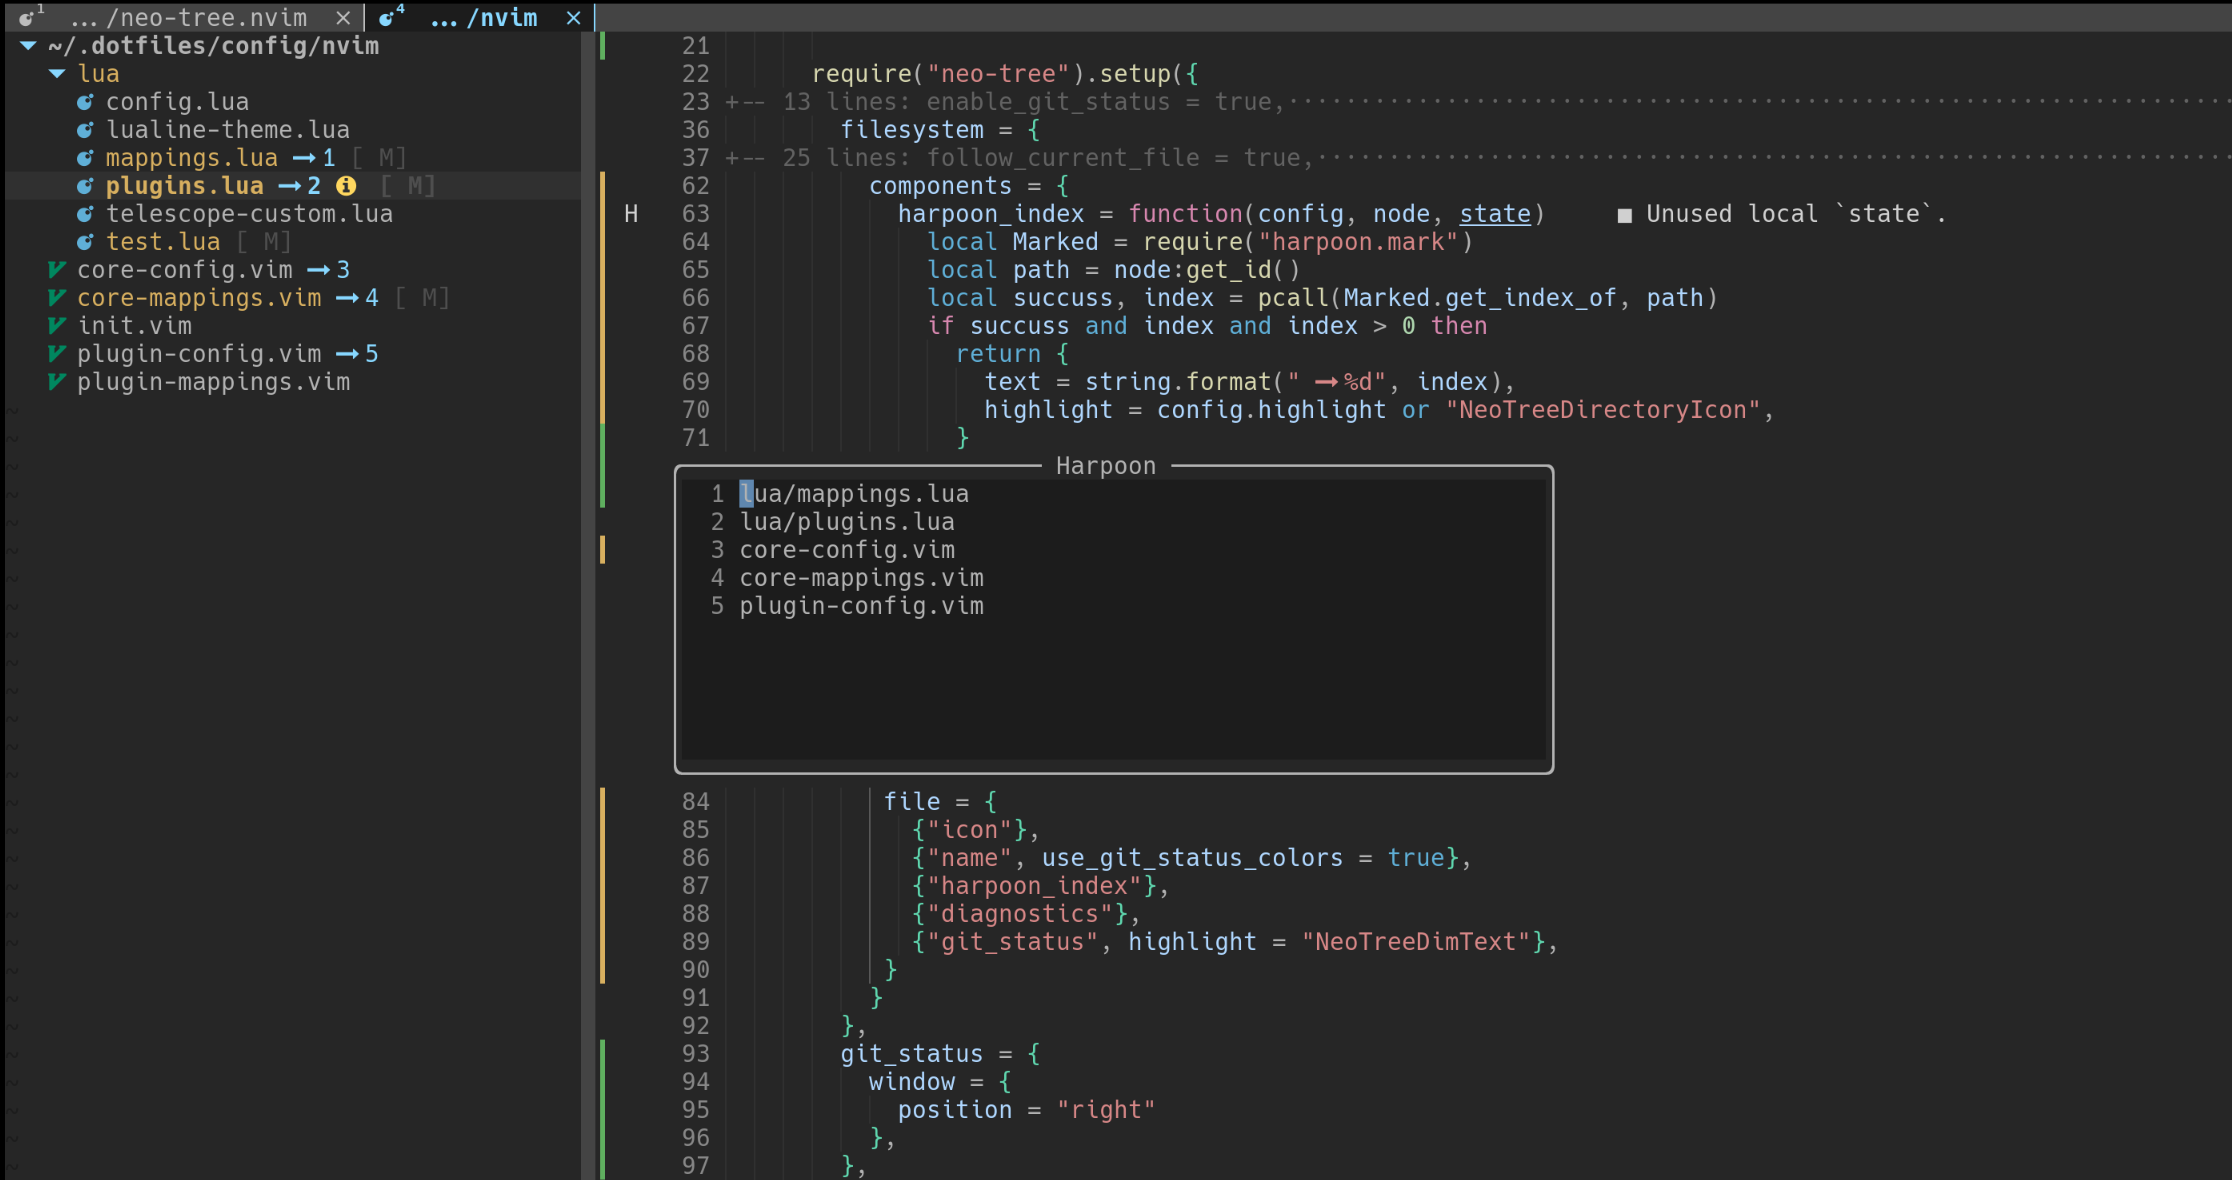 1 ... /neo-tree.nvim × 4 ... /nvim ×
~/.dotfiles/config/nvim
lua
config.lua
lualine-theme.lua
mappings.lua →1 [ M]
plugins.lua →2 i [ M]
telescope-custom.lua
test.lua [ M]
core-config.vim →3
core-mappings.vim →4 [ M]
init.vim
plugin-config.vim →5
plugin-mappings.vim
21
22 require("neo-tree").setup({
23 +-- 13 lines: enable_git_status = true,································································
36 filesystem = {
37 +-- 25 lines: follow_current_file = true,······························································
62 components = {
H 63 harpoon_index = function(config, node, state) ■ Unused local `state`.
64 local Marked = require("harpoon.mark")
65 local path = node:get_id()
66 local succuss, index = pcall(Marked.get_index_of, path)
67 if succuss and index and index > 0 then
68 return {
69 text = string.format(" →%d", index),
70 highlight = config.highlight or "NeoTreeDirectoryIcon",
71 }
Harpoon
1 lua/mappings.lua
2 lua/plugins.lua
3 core-config.vim
4 core-mappings.vim
5 plugin-config.vim
84 file = {
85 {"icon"},
86 {"name", use_git_status_colors = true},
87 {"harpoon_index"},
88 {"diagnostics"},
89 {"git_status", highlight = "NeoTreeDimText"},
90 }
91 }
92 },
93 git_status = {
94 window = {
95 position = "right"
96 },
97 },